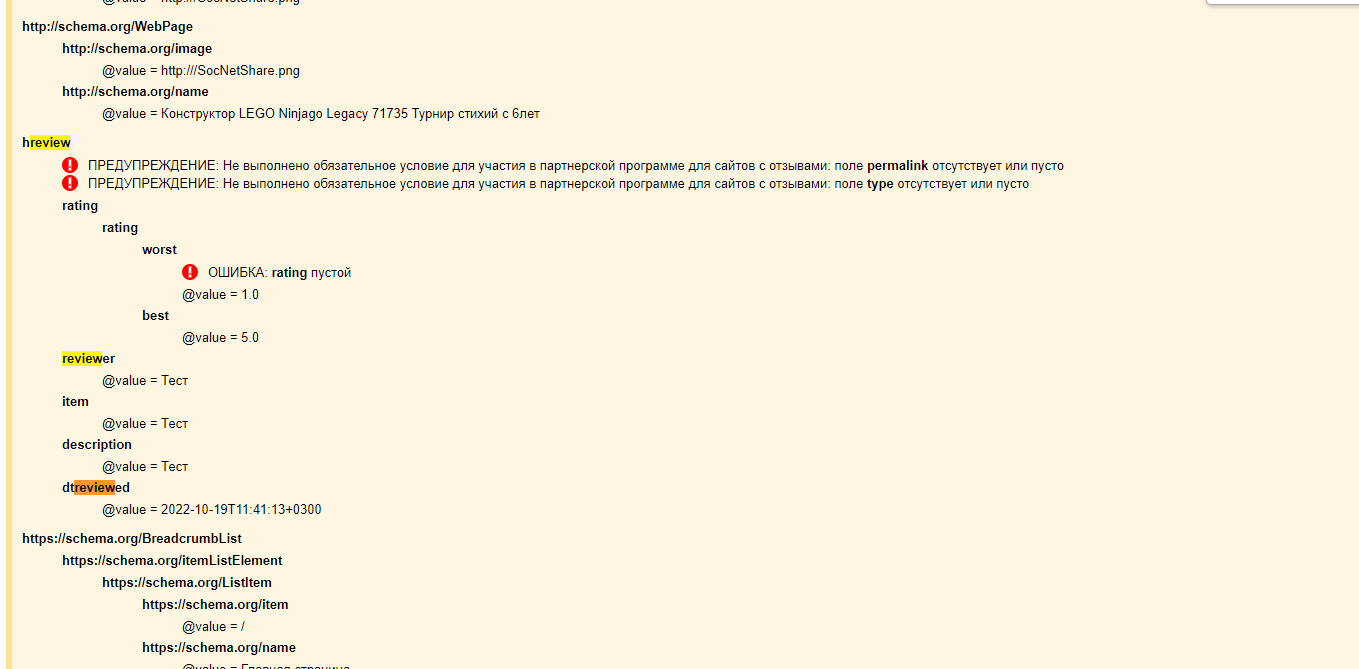 @value = http:///SocNetShare.png
http://schema.org/WebPage
http://schema.org/image
@value = http:///SocNetShare.png
http://schema.org/name
@value = Конструктор LEGO Ninjago Legacy 71735 Турнир стихий с 6лет
hreview
ПРЕДУПРЕЖДЕНИЕ: Не выполнено обязательное условие для участия в партнерской программе для сайтов с отзывами: поле permalink отсутствует или пусто
ПРЕДУПРЕЖДЕНИЕ: Не выполнено обязательное условие для участия в партнерской программе для сайтов с отзывами: поле type отсутствует или пусто
rating
rating
worst
ОШИБКА: rating пустой
@value = 1.0
best
@value = 5.0
reviewer
@value = Тест
item
@value = Тест
description
@value = Тест
dtreviewed
@value = 2022-10-19T11:41:13+0300
https://schema.org/BreadcrumbList
https://schema.org/itemListElement
https://schema.org/ListItem
https://schema.org/item
@value = /
https://schema.org/name
@value = Главная страница